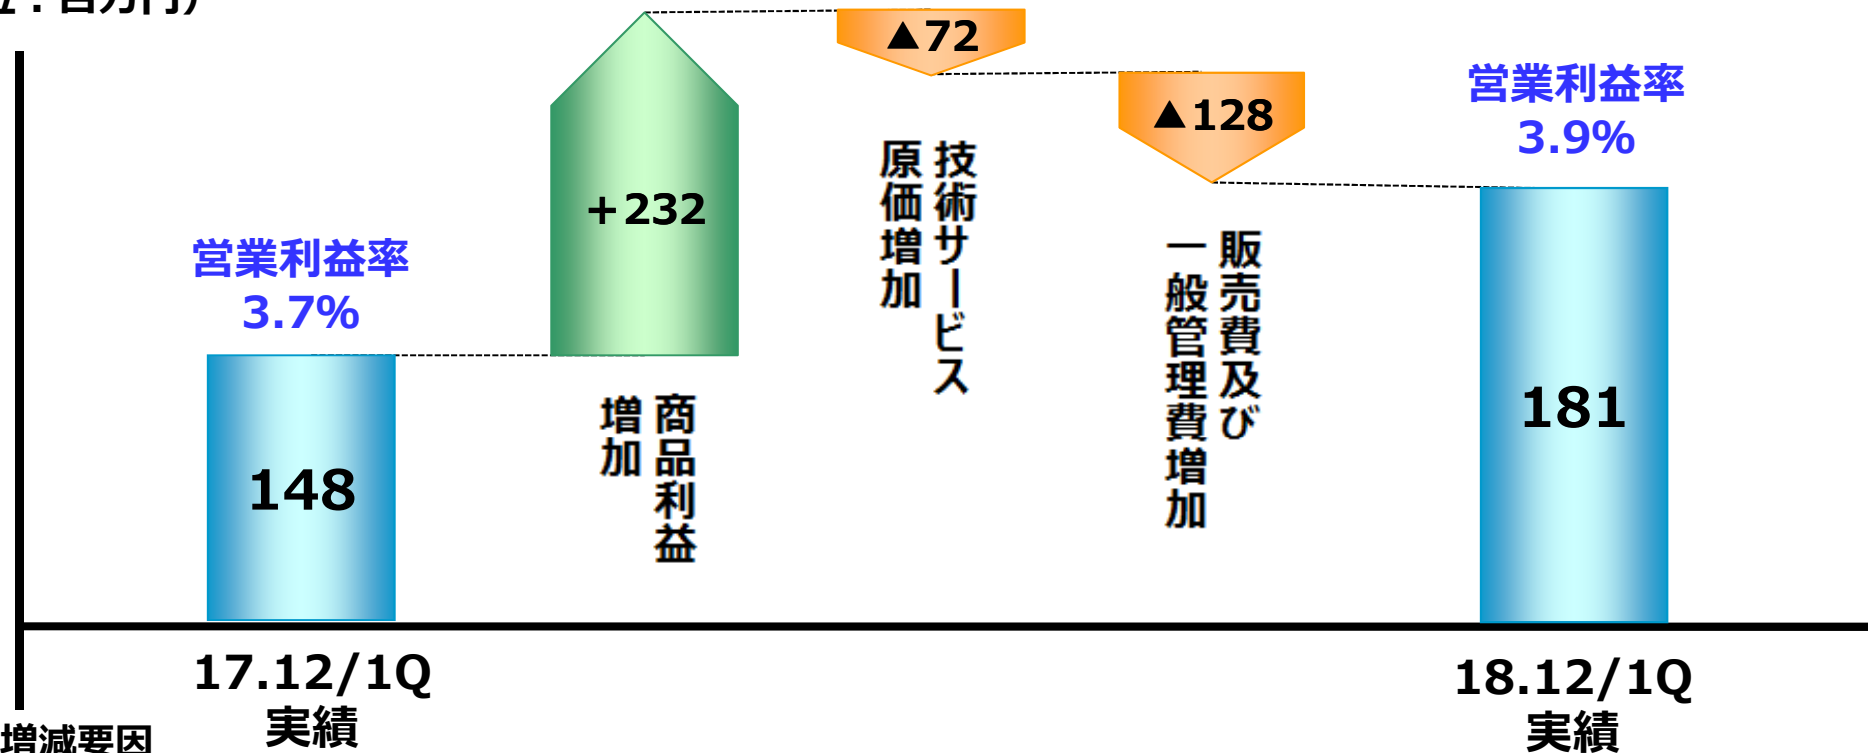 ：百万円）
▲72
▲128
営業利益率
3.9%
+232
技術サービス
原価増加
営業利益率
3.7%
販売費及び
一般管理費増加
商品利益
増加
148
181
17.12/1Q
実績
18.12/1Q
実績
増減要因